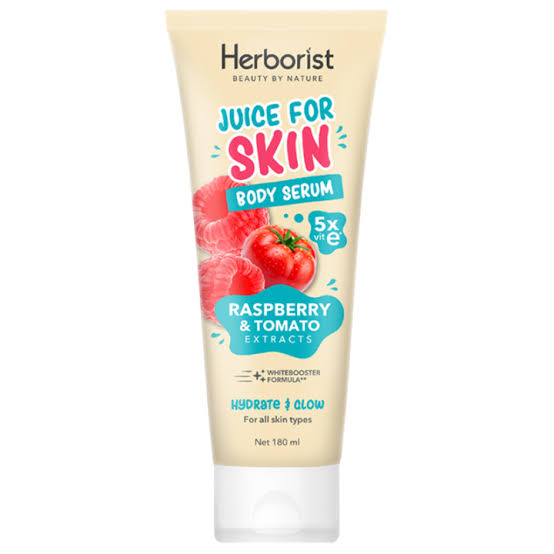 Herborist
BEAUTY BY NATURE
JUICE FOR
SKIN
BODY SERUM
5x
vit e*
RASPBERRY
& TOMATO
EXTRACTS
WHITEBOOSTER
FORMULA**
HYDRATE & GLOW
For all skin types
Net 180 ml